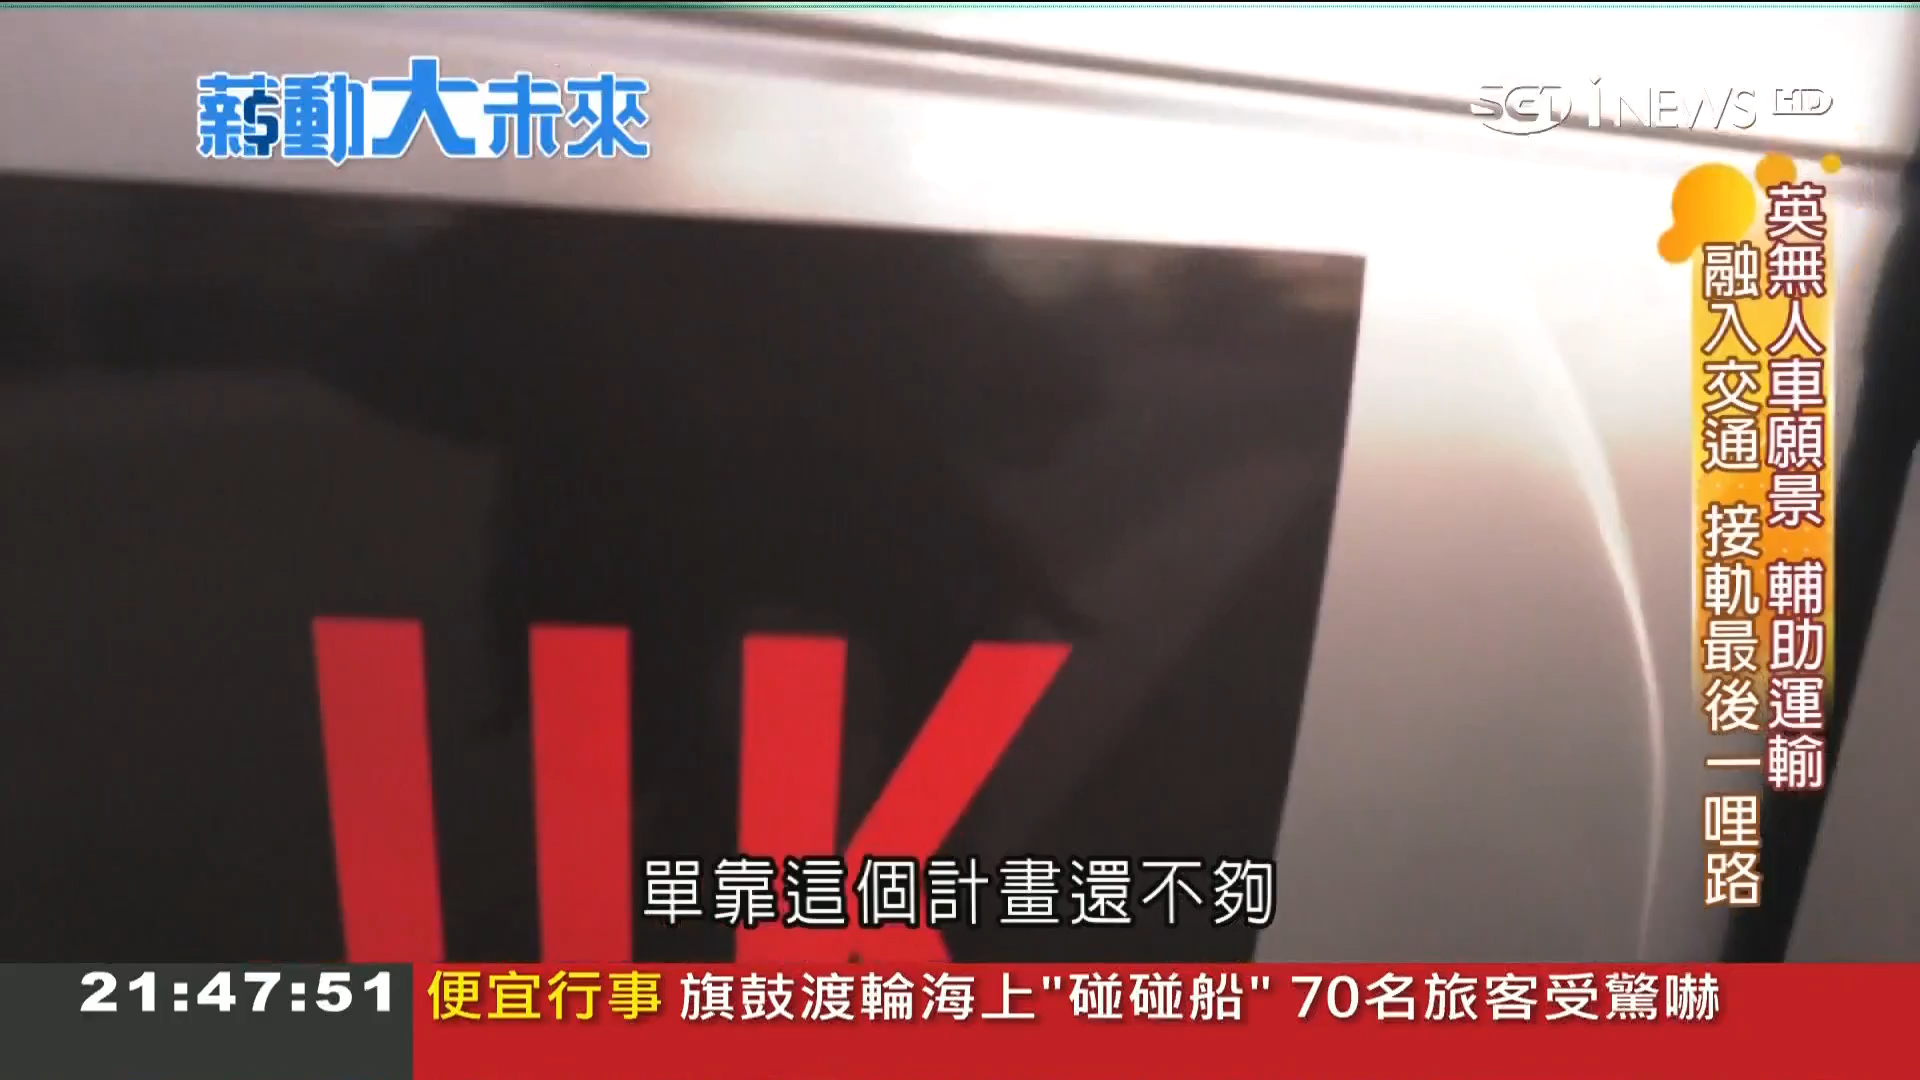 薪動大未來
SET iNEWS HD
英無人車願景 輔助運輸
融入交通 接軌最後一哩路
UK
單靠這個計畫還不夠
21:47:51
便宜行事 旗鼓渡輪海上"碰碰船" 70名旅客受驚嚇